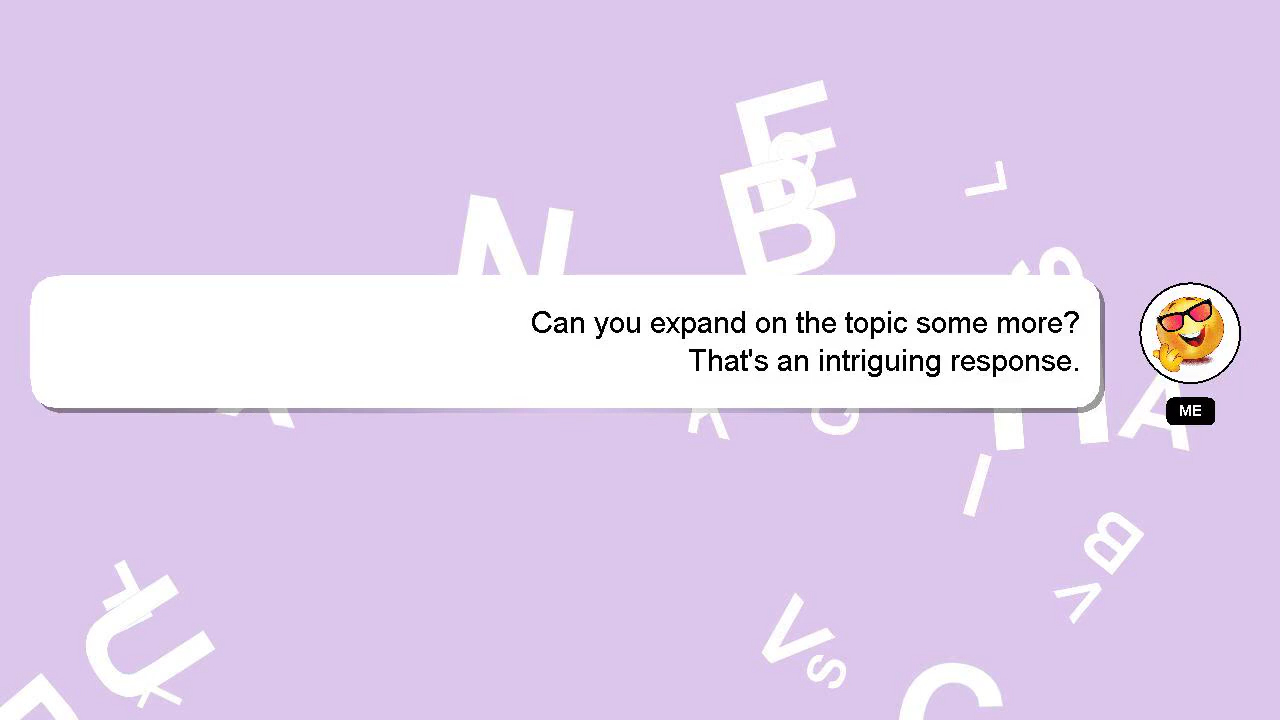 Can you expand on the topic some more?
That's an intriguing response.
ME
E
B
L
N
S
K
G
A
I
B
V
V
S
U
C